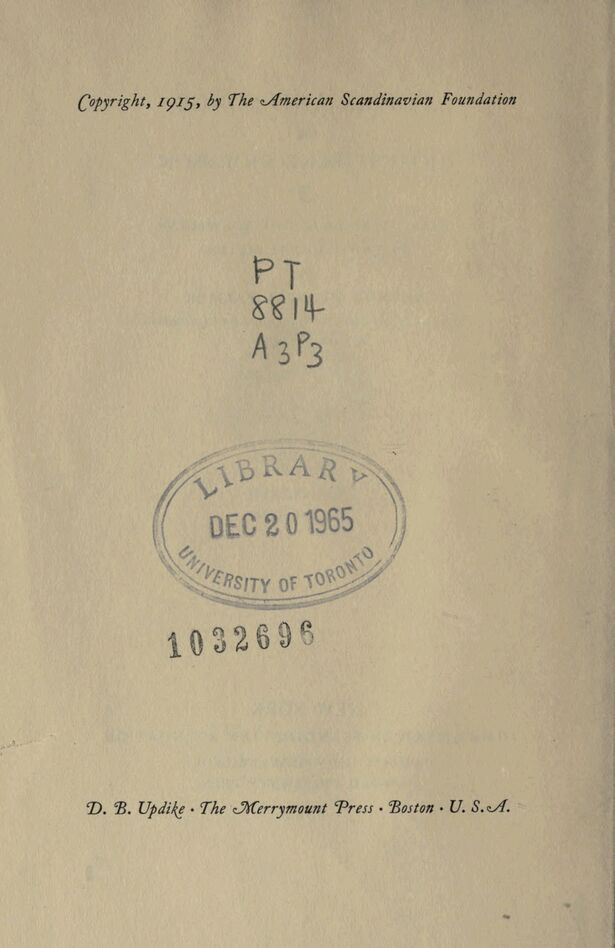 Copyright, 1915, by The American Scandinavian Foundation
PT
8814
A3P3
LIBRARY
DEC 20 1965
UNIVERSITY OF TORONTO
1032696
D. B. Updike · The Merrymount Press · Boston · U. S. A.